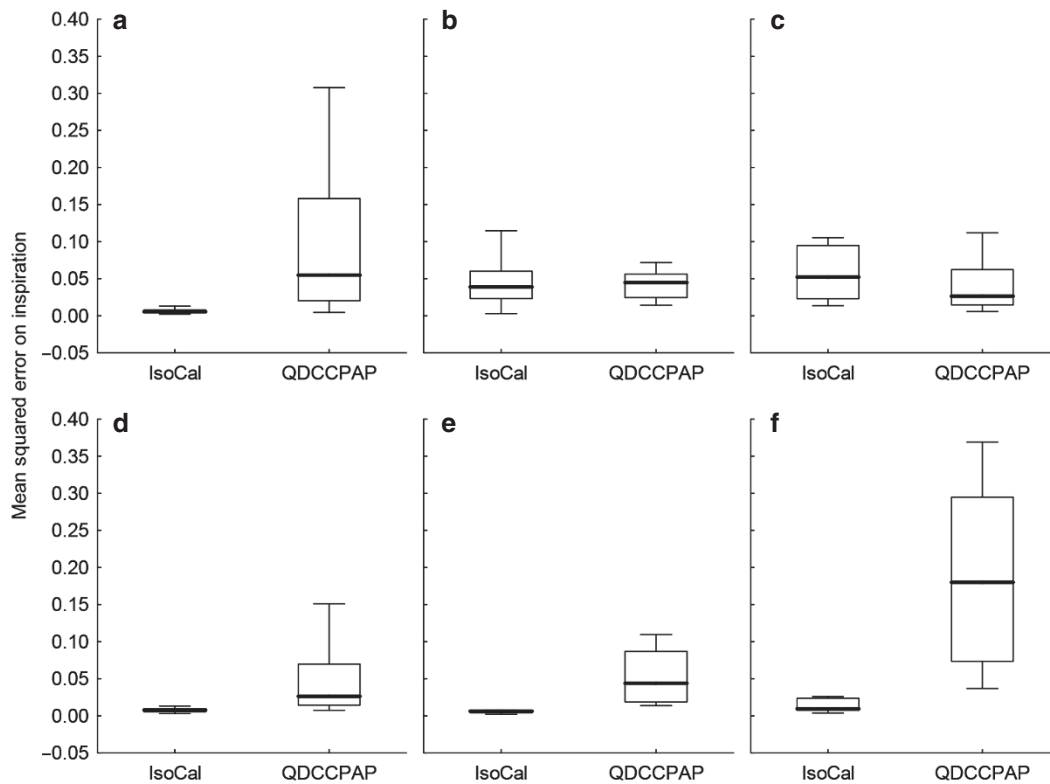 Mean squared error on inspiration
a
0.40
0.35
0.30
0.25
0.20
0.15
0.10
0.05
0.00
−0.05
IsoCal QDCCPAP
b
IsoCal QDCCPAP
c
IsoCal QDCCPAP
d
0.40
0.35
0.30
0.25
0.20
0.15
0.10
0.05
0.00
−0.05
IsoCal QDCCPAP
e
IsoCal QDCCPAP
f
IsoCal QDCCPAP